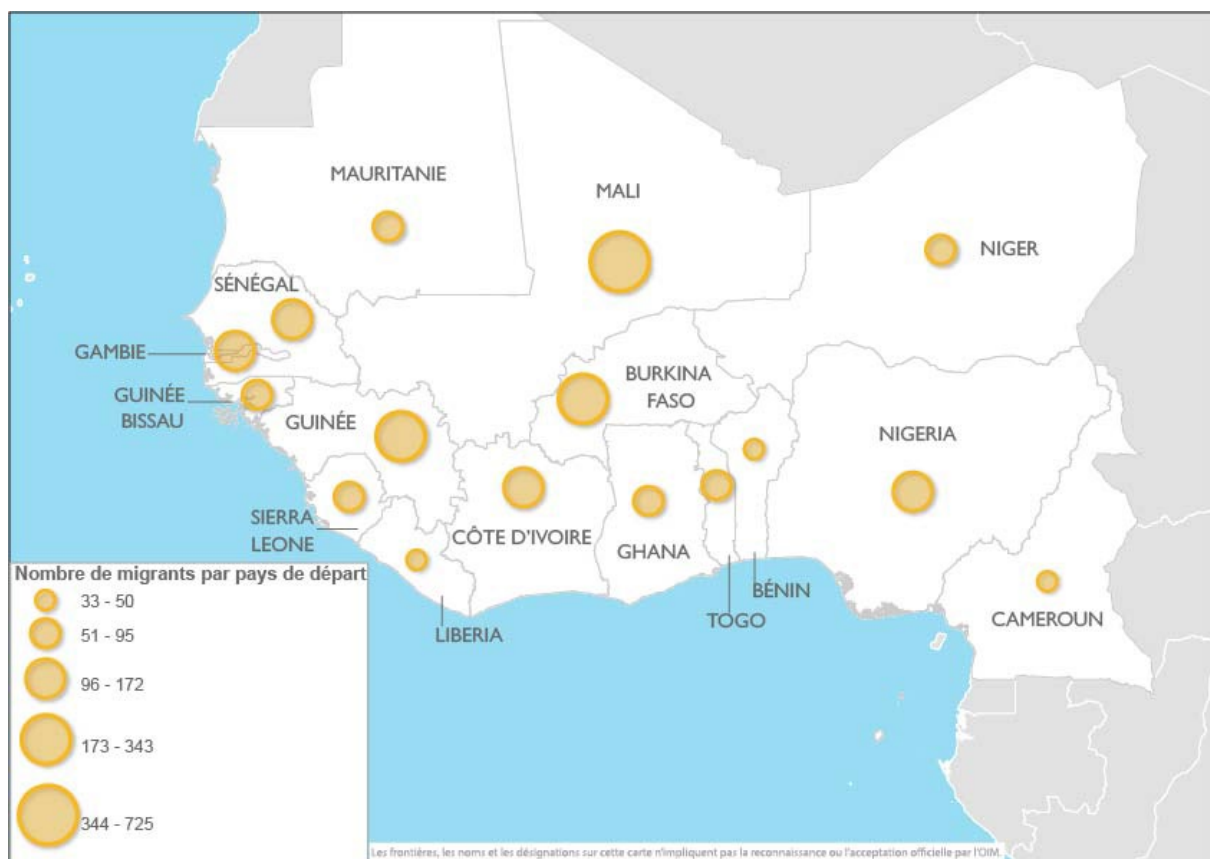 MAURITANIE
MALI
NIGER
SÉNÉGAL
GAMBIE
GUINÉE
BISSAU
GUINÉE
BURKINA
FASO
NIGERIA
SIERRA
LEONE
CÔTE D'IVOIRE
GHANA
BÉNIN
TOGO
LIBERIA
CAMEROUN
Nombre de migrants par pays de départ
33 - 50
51 - 95
96 - 172
173 - 343
344 - 725
Les frontières, les noms et les désignations sur cette carte n'impliquent pas la reconnaissance ou l'acceptation officielle par l'OIM.